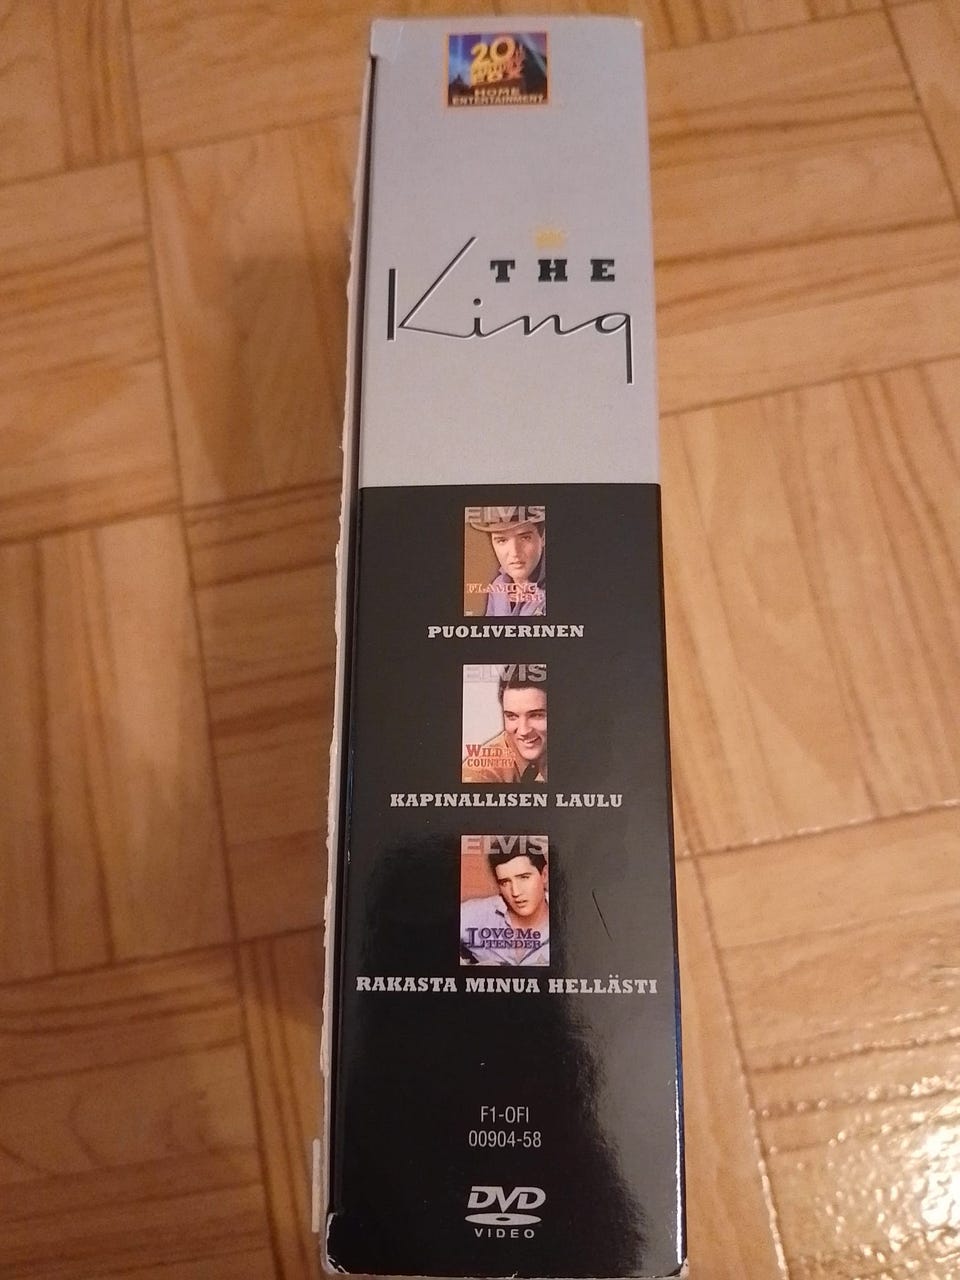 20th
CENTURY
FOX
HOME
ENTERTAINMENT
THE
King
ELVIS
FLAMING
STAR
PUOLIVERINEN
ELVIS
WILD IN THE
COUNTRY
KAPINALLISEN LAULU
ELVIS
LOVE ME
TENDER
RAKASTA MINUA HELLÄSTI
F1-OFI
00904-58
DVD
VIDEO